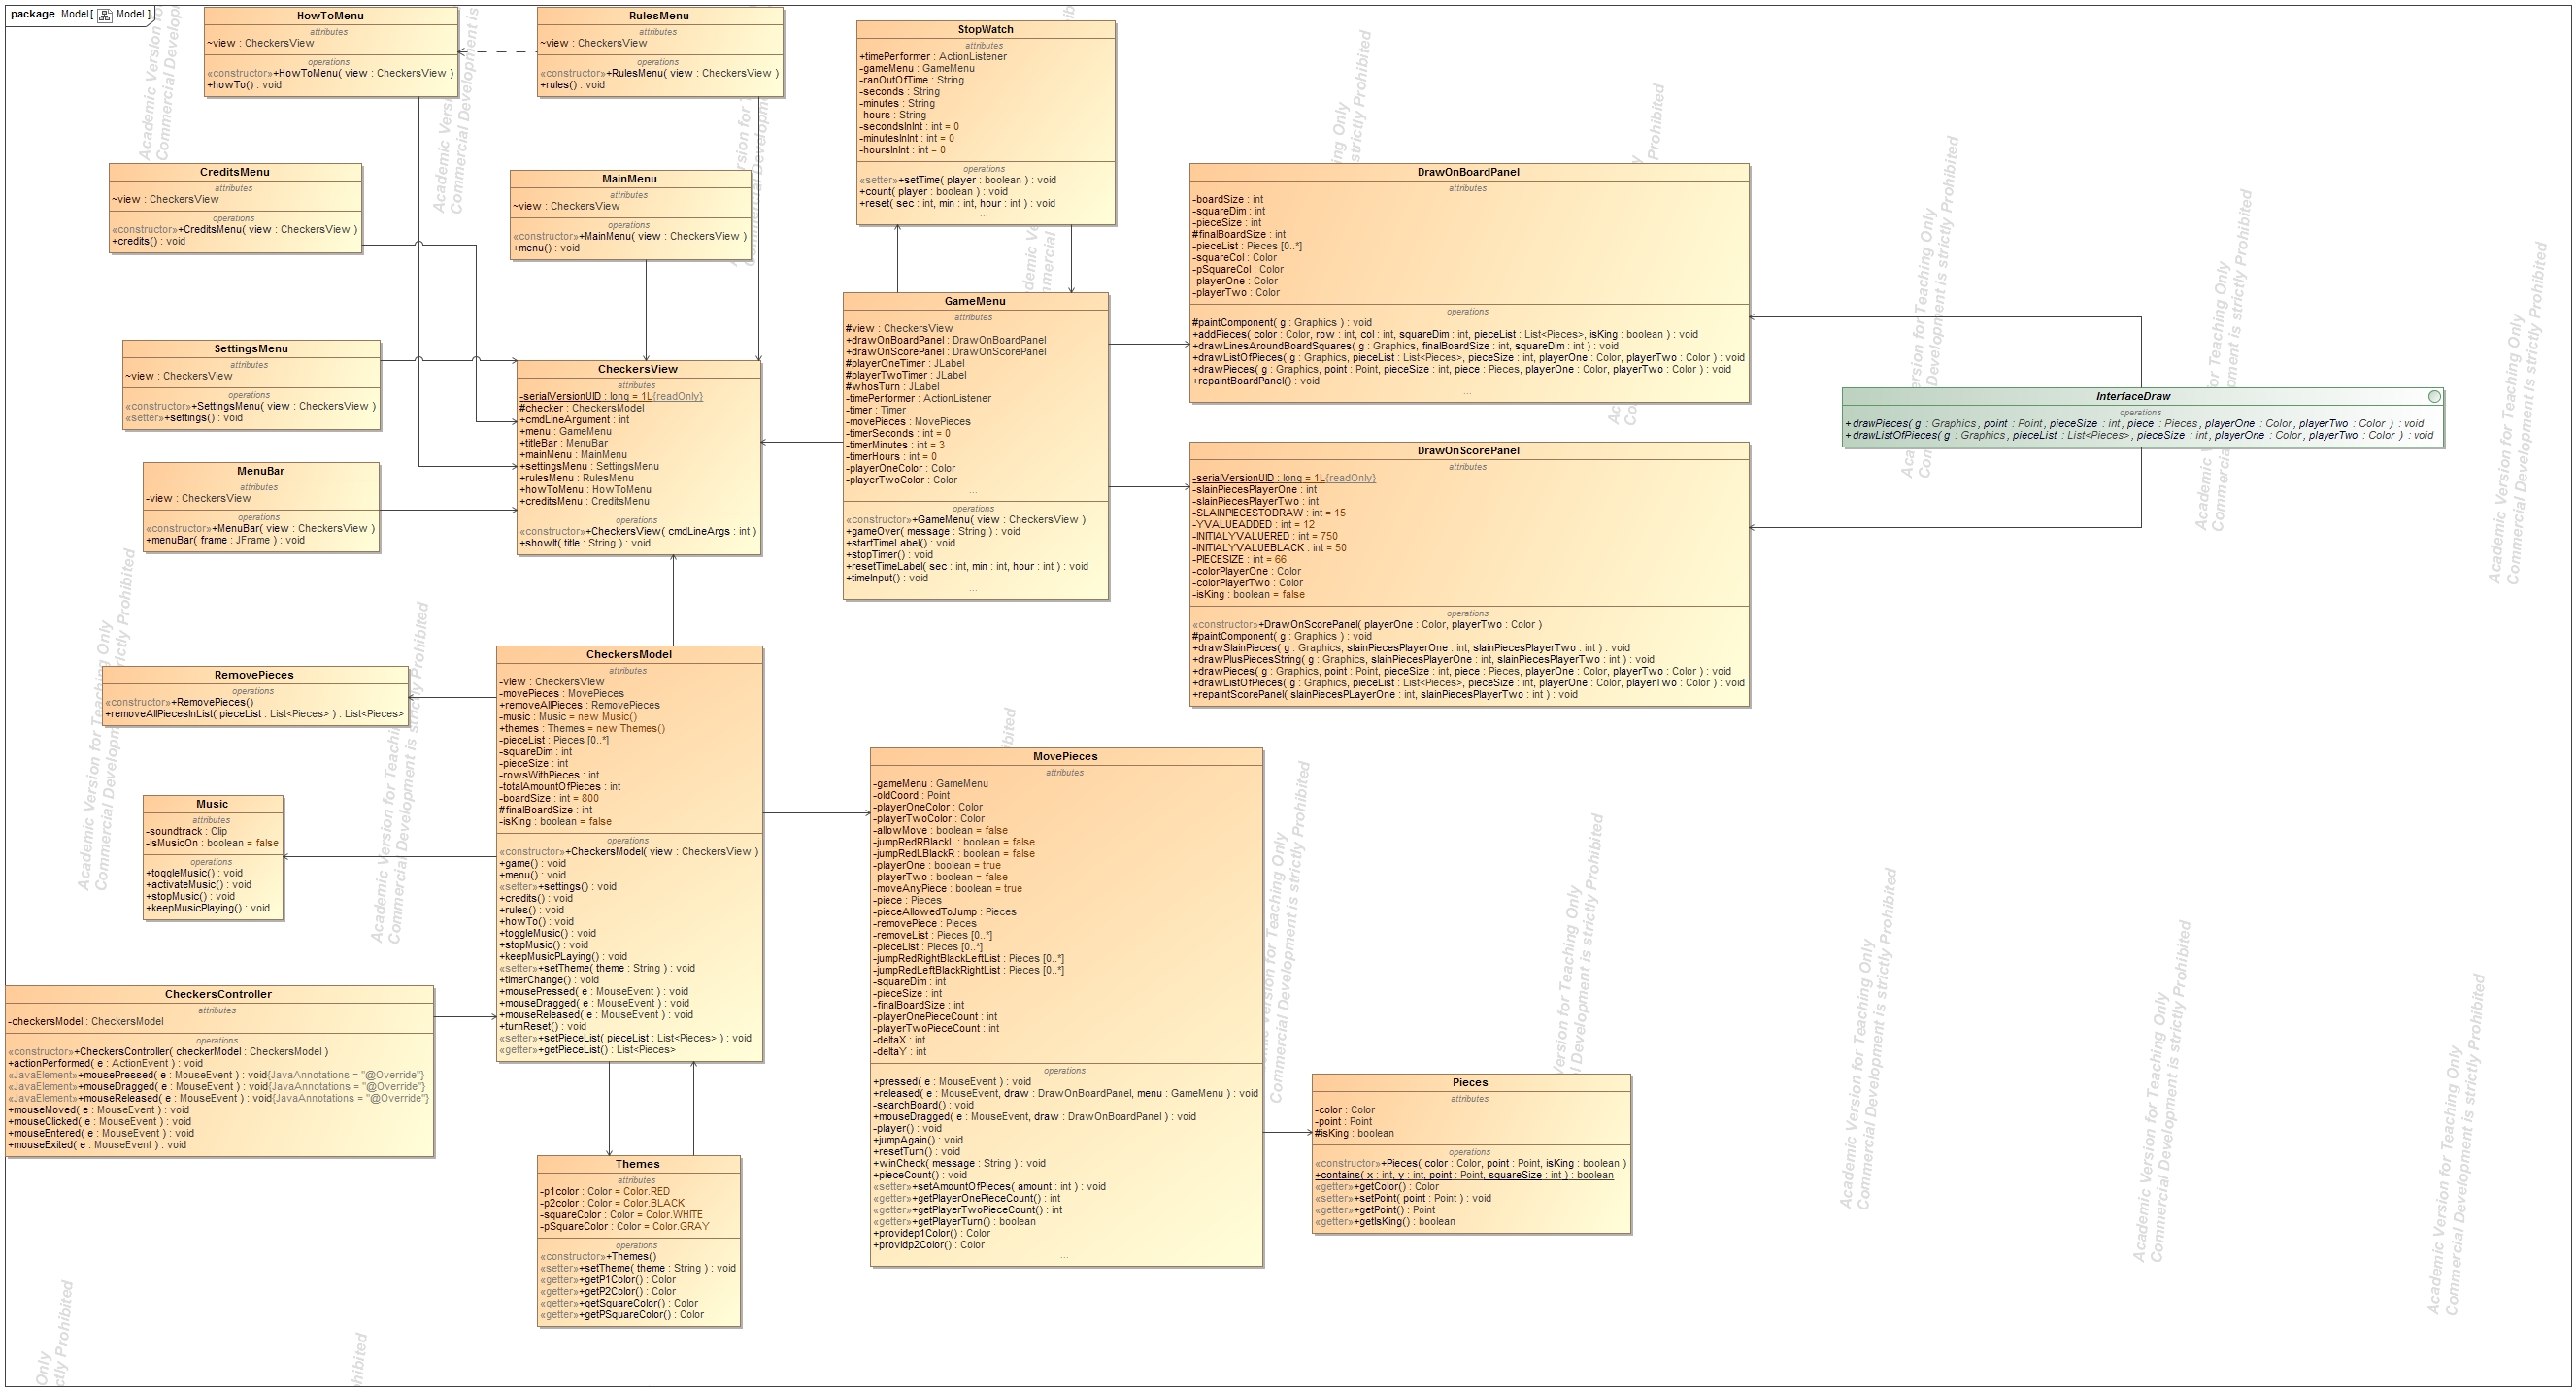 package Model [ Model ]
HowToMenu
attributes
~view : CheckersView
operations
«constructor»+HowToMenu( view : CheckersView )
+howTo() : void
RulesMenu
attributes
~view : CheckersView
operations
«constructor»+RulesMenu( view : CheckersView )
+rules() : void
StopWatch
attributes
+timePerformer : ActionListener
-gameMenu : GameMenu
-ranOutOfTime : String
-seconds : String
-minutes : String
-hours : String
-secondsInInt : int = 0
-minutesInInt : int = 0
-hoursInInt : int = 0
operations
«setter»+setTime( player : boolean ) : void
+count( player : boolean ) : void
+reset( sec : int, min : int, hour : int ) : void
...
CreditsMenu
attributes
~view : CheckersView
operations
«constructor»+CreditsMenu( view : CheckersView )
+credits() : void
MainMenu
attributes
~view : CheckersView
operations
«constructor»+MainMenu( view : CheckersView )
+menu() : void
DrawOnBoardPanel
attributes
-boardSize : int
-squareDim : int
-pieceSize : int
#finalBoardSize : int
-pieceList : Pieces [0..*]
-squareCol : Color
-pSquareCol : Color
-playerOne : Color
-playerTwo : Color
operations
#paintComponent( g : Graphics ) : void
+addPieces( color : Color, row : int, col : int, squareDim : int, pieceList : List<Pieces>, isKing : boolean ) : void
+drawLinesAroundBoardSquares( g : Graphics, finalBoardSize : int, squareDim : int ) : void
+drawListOfPieces( g : Graphics, pieceList : List<Pieces>, pieceSize : int, playerOne : Color, playerTwo : Color ) : void
+drawPieces( g : Graphics, point : Point, pieceSize : int, piece : Pieces, playerOne : Color, playerTwo : Color ) : void
+repaintBoardPanel() : void
...
GameMenu
attributes
#view : CheckersView
+drawOnBoardPanel : DrawOnBoardPanel
+drawOnScorePanel : DrawOnScorePanel
#playerOneTimer : JLabel
#playerTwoTimer : JLabel
#whosTurn : JLabel
-timePerformer : ActionListener
-timer : Timer
-movePieces : MovePieces
-timerSeconds : int = 0
-timerMinutes : int = 3
-timerHours : int = 0
-playerOneColor : Color
-playerTwoColor : Color
...
operations
«constructor»+GameMenu( view : CheckersView )
+gameOver( message : String ) : void
+startTimeLabel() : void
+stopTimer() : void
+resetTimeLabel( sec : int, min : int, hour : int ) : void
+timeInput() : void
...
SettingsMenu
attributes
~view : CheckersView
operations
«constructor»+SettingsMenu( view : CheckersView )
«setter»+settings() : void
CheckersView
attributes
-serialVersionUID : long = 1L{readOnly}
#checker : CheckersModel
+cmdLineArgument : int
+menu : GameMenu
+titleBar : MenuBar
+mainMenu : MainMenu
+settingsMenu : SettingsMenu
+rulesMenu : RulesMenu
+howToMenu : HowToMenu
+creditsMenu : CreditsMenu
operations
«constructor»+CheckersView( cmdLineArgs : int )
+showIt( title : String ) : void
InterfaceDraw
operations
+drawPieces( g : Graphics, point : Point, pieceSize : int, piece : Pieces, playerOne : Color, playerTwo : Color ) : void
+drawListOfPieces( g : Graphics, pieceList : List<Pieces>, pieceSize : int, playerOne : Color, playerTwo : Color ) : void
MenuBar
attributes
-view : CheckersView
operations
«constructor»+MenuBar( view : CheckersView )
+menuBar( frame : JFrame ) : void
DrawOnScorePanel
attributes
-serialVersionUID : long = 1L{readOnly}
-slainPiecesPlayerOne : int
-slainPiecesPlayerTwo : int
-SLAINPIECESTODRAW : int = 15
-YVALUEADDED : int = 12
-INITIALYVALUERED : int = 750
-INITIALYVALUEBLACK : int = 50
-PIECESIZE : int = 66
-colorPlayerOne : Color
-colorPlayerTwo : Color
-isKing : boolean = false
operations
«constructor»+DrawOnScorePanel( playerOne : Color, playerTwo : Color )
#paintComponent( g : Graphics ) : void
+drawSlainPieces( g : Graphics, slainPiecesPlayerOne : int, slainPiecesPlayerTwo : int ) : void
+drawPlusPiecesString( g : Graphics, slainPiecesPlayerOne : int, slainPiecesPlayerTwo : int ) : void
+drawPieces( g : Graphics, point : Point, pieceSize : int, piece : Pieces, playerOne : Color, playerTwo : Color ) : void
+drawListOfPieces( g : Graphics, pieceList : List<Pieces>, pieceSize : int, playerOne : Color, playerTwo : Color ) : void
+repaintScorePanel( slainPiecesPLayerOne : int, slainPiecesPlayerTwo : int ) : void
RemovePieces
operations
«constructor»+RemovePieces()
+removeAllPiecesInList( pieceList : List<Pieces> ) : List<Pieces>
CheckersModel
attributes
-view : CheckersView
-movePieces : MovePieces
+removeAllPieces : RemovePieces
-music : Music = new Music()
+themes : Themes = new Themes()
-pieceList : Pieces [0..*]
-squareDim : int
-pieceSize : int
-rowsWithPieces : int
-totalAmountOfPieces : int
-boardSize : int = 800
#finalBoardSize : int
-isKing : boolean = false
operations
«constructor»+CheckersModel( view : CheckersView )
+game() : void
+menu() : void
«setter»+settings() : void
+credits() : void
+rules() : void
+howTo() : void
+toggleMusic() : void
+stopMusic() : void
+keepMusicPLaying() : void
«setter»+setTheme( theme : String ) : void
+timerChange() : void
+mousePressed( e : MouseEvent ) : void
+mouseDragged( e : MouseEvent ) : void
+mouseReleased( e : MouseEvent ) : void
+turnReset() : void
«setter»+setPieceList( pieceList : List<Pieces> ) : void
«getter»+getPieceList() : List<Pieces>
Music
attributes
-soundtrack : Clip
-isMusicOn : boolean = false
operations
+toggleMusic() : void
+activateMusic() : void
+stopMusic() : void
+keepMusicPlaying() : void
MovePieces
attributes
-gameMenu : GameMenu
-oldCoord : Point
-playerOneColor : Color
-playerTwoColor : Color
-allowMove : boolean = false
-jumpRedRBlackL : boolean = false
-jumpRedLBlackR : boolean = false
-playerOne : boolean = true
-playerTwo : boolean = false
-moveAnyPiece : boolean = true
-piece : Pieces
-pieceAllowedToJump : Pieces
-removePiece : Pieces
-removeList : Pieces [0..*]
-pieceList : Pieces [0..*]
-jumpRedRightBlackLeftList : Pieces [0..*]
-jumpRedLeftBlackRightList : Pieces [0..*]
-squareDim : int
-pieceSize : int
-finalBoardSize : int
-playerOnePieceCount : int
-playerTwoPieceCount : int
-deltaX : int
-deltaY : int
operations
+pressed( e : MouseEvent ) : void
+released( e : MouseEvent, draw : DrawOnBoardPanel, menu : GameMenu ) : void
-searchBoard() : void
+mouseDragged( e : MouseEvent, draw : DrawOnBoardPanel ) : void
-player() : void
+jumpAgain() : void
+resetTurn() : void
+winCheck( message : String ) : void
+pieceCount() : void
«setter»+setAmountOfPieces( amount : int ) : void
«getter»+getPlayerOnePieceCount() : int
«getter»+getPlayerTwoPieceCount() : int
«getter»+getPlayerTurn() : boolean
+providep1Color() : Color
+providp2Color() : Color
...
CheckersController
attributes
-checkersModel : CheckersModel
operations
«constructor»+CheckersController( checkerModel : CheckersModel )
+actionPerformed( e : ActionEvent ) : void
«JavaElement»+mousePressed( e : MouseEvent ) : void{JavaAnnotations = "@Override"}
«JavaElement»+mouseDragged( e : MouseEvent ) : void{JavaAnnotations = "@Override"}
«JavaElement»+mouseReleased( e : MouseEvent ) : void{JavaAnnotations = "@Override"}
+mouseMoved( e : MouseEvent ) : void
+mouseClicked( e : MouseEvent ) : void
+mouseEntered( e : MouseEvent ) : void
+mouseExited( e : MouseEvent ) : void
Pieces
attributes
-color : Color
-point : Point
#isKing : boolean
operations
«constructor»+Pieces( color : Color, point : Point, isKing : boolean )
+contains( x : int, y : int, point : Point, squareSize : int ) : boolean
«getter»+getColor() : Color
«setter»+setPoint( point : Point ) : void
«getter»+getPoint() : Point
«getter»+getIsKing() : boolean
Themes
attributes
-p1color : Color = Color.RED
-p2color : Color = Color.BLACK
-squareColor : Color = Color.WHITE
-pSquareColor : Color = Color.GRAY
operations
«constructor»+Themes()
«setter»+setTheme( theme : String ) : void
«getter»+getP1Color() : Color
«getter»+getP2Color() : Color
«getter»+getSquareColor() : Color
«getter»+getPSquareColor() : Color
Academic Version for Teaching Only
Commercial Development is strictly Prohibited